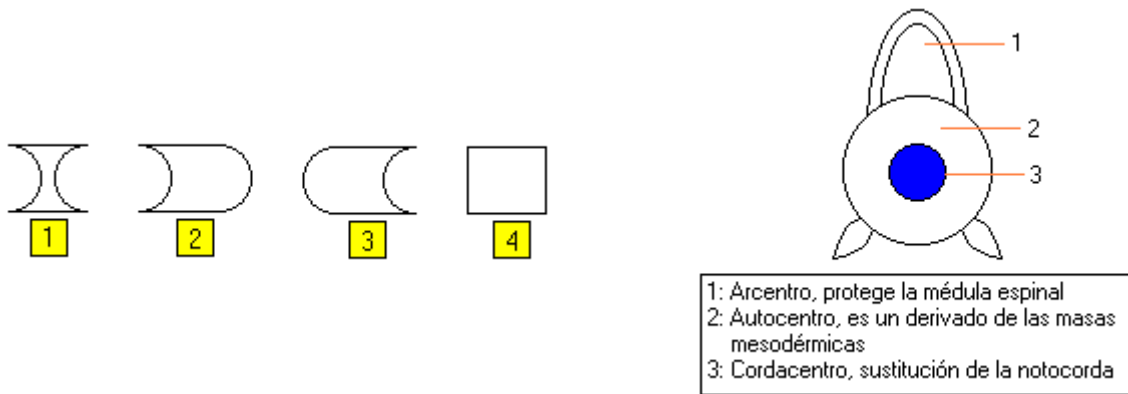 1
2
3
4
1
2
3
1: Arcentro, protege la médula espinal
2: Autocentro, es un derivado de las masas
mesodérmicas
3: Cordacentro, sustitución de la notocorda